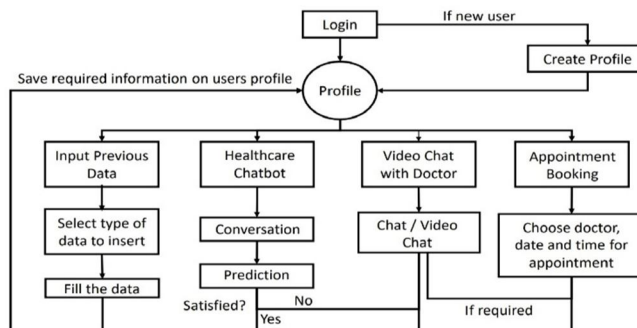 Login
If new user
Create Profile
Save required information on users profile
Profile
Input Previous
Data
Healthcare
Chatbot
Video Chat
with Doctor
Appointment
Booking
Select type of
data to insert
Conversation
Chat / Video
Chat
Choose doctor,
date and time for
appointment
Prediction
Fill the data
Satisfied?
No
Yes
If required